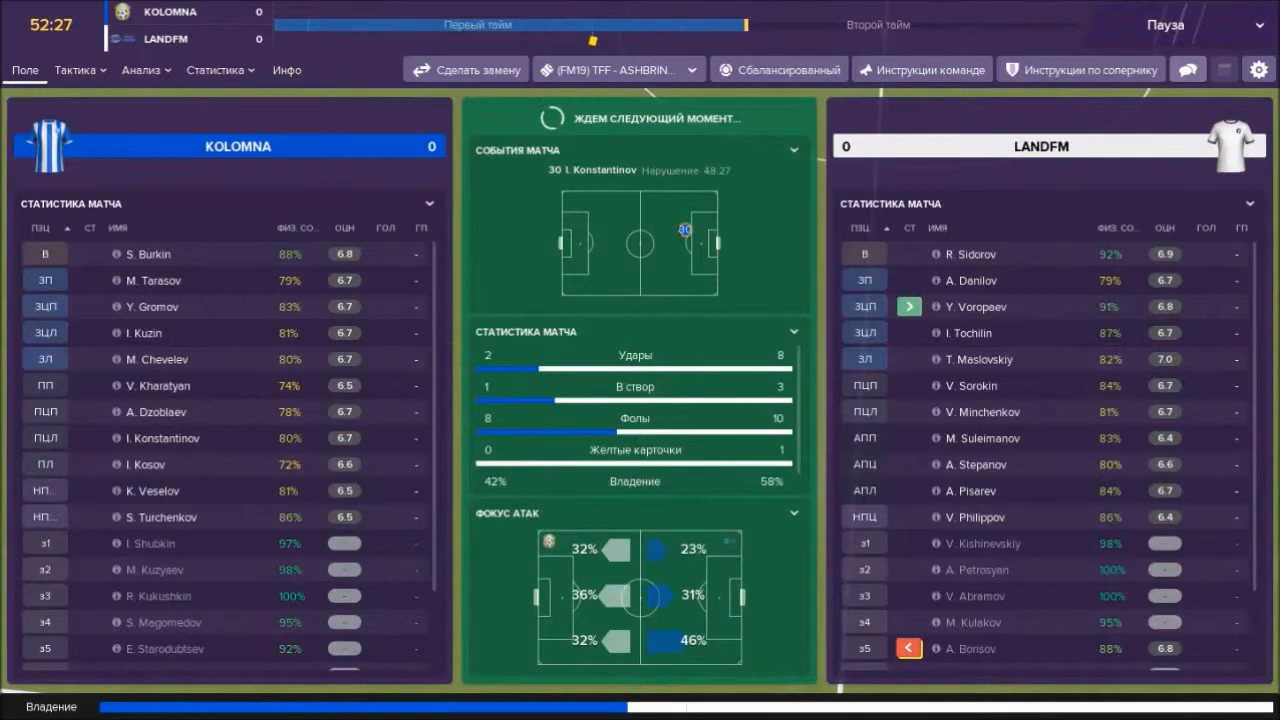 52:27
KOLOMNA 0
LANDFM 0
Первый тайм
Второй тайм
Пауза
Поле Тактика Анализ Статистика Инфо
Сделать замену
(FM19) TFF - ASHBRIN...
Сбалансированный
Инструкции команде
Инструкции по сопернику
KOLOMNA 0
СТАТИСТИКА МАТЧА
ПЗЦ СТ ИМЯ ФИЗ. СО... ОЦН ГОЛ ГП
В S. Burkin 88% 6.8 -
ЗП M. Tarasov 79% 6.7 -
ЗЦП Y. Gromov 83% 6.7 -
ЗЦЛ I. Kuzin 81% 6.7 -
ЗЛ M. Chevelev 80% 6.7 -
ПП V. Kharatyan 74% 6.5 -
ПЦП A. Dzoblaev 78% 6.7 -
ПЦЛ I. Konstantinov 80% 6.7 -
ПЛ I. Kosov 72% 6.6 -
НП... K. Veselov 81% 6.5 -
НП... S. Turchenkov 86% 6.5 -
з1 I. Shubkin 97% - -
з2 M. Kuzyaev 98% - -
з3 R. Kukushkin 100% - -
з4 S. Magomedov 95% - -
з5 E. Starodubtsev 92% - -
ЖДЕМ СЛЕДУЮЩИЙ МОМЕНТ...
СОБЫТИЯ МАТЧА
30 I. Konstantinov Нарушение 48:27
30
СТАТИСТИКА МАТЧА
2 Удары 8
1 В створ 3
8 Фолы 10
0 Желтые карточки 1
42% Владение 58%
ФОКУС АТАК
32% 23%
36% 31%
32% 46%
0 LANDFM
СТАТИСТИКА МАТЧА
ПЗЦ СТ ИМЯ ФИЗ. СО... ОЦН ГОЛ ГП
В R. Sidorov 92% 6.9 -
ЗП A. Danilov 79% 6.7 -
ЗЦП Y. Voropaev 91% 6.8 -
ЗЦЛ I. Tochilin 87% 6.7 -
ЗЛ T. Maslovskiy 82% 7.0 -
ПЦП V. Sorokin 84% 6.7 -
ПЦЛ V. Minchenkov 81% 6.7 -
АПП M. Suleimanov 83% 6.4 -
АПЦ A. Stepanov 80% 6.6 -
АПЛ A. Pisarev 84% 6.7 -
НПЦ V. Philippov 86% 6.4 -
з1 V. Kishinevskiy 98% - -
з2 A. Petrosyan 100% - -
з3 V. Abramov 100% - -
з4 M. Kulakov 95% - -
з5 A. Borisov 88% 6.8 -
Владение